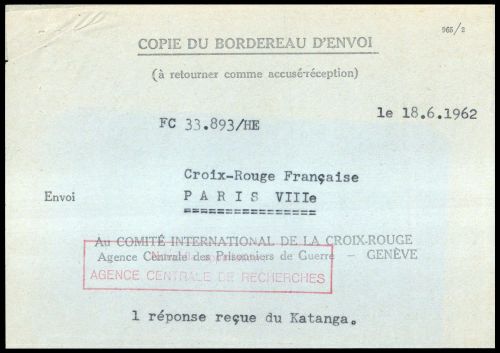 965/2
COPIE DU BORDEREAU D'ENVOI
(à retourner comme accusé-réception)
le 18.6.1962
FC 33.893/HE
Croix-Rouge Française
Envoi
PARIS VIIIe
================
Au COMITÉ INTERNATIONAL DE LA CROIX-ROUGE
Agence Centrale des Prisonniers de Guerre – GENÈVE
AGENCE CENTRALE DE RECHERCHES
1 réponse reçue du Katanga.